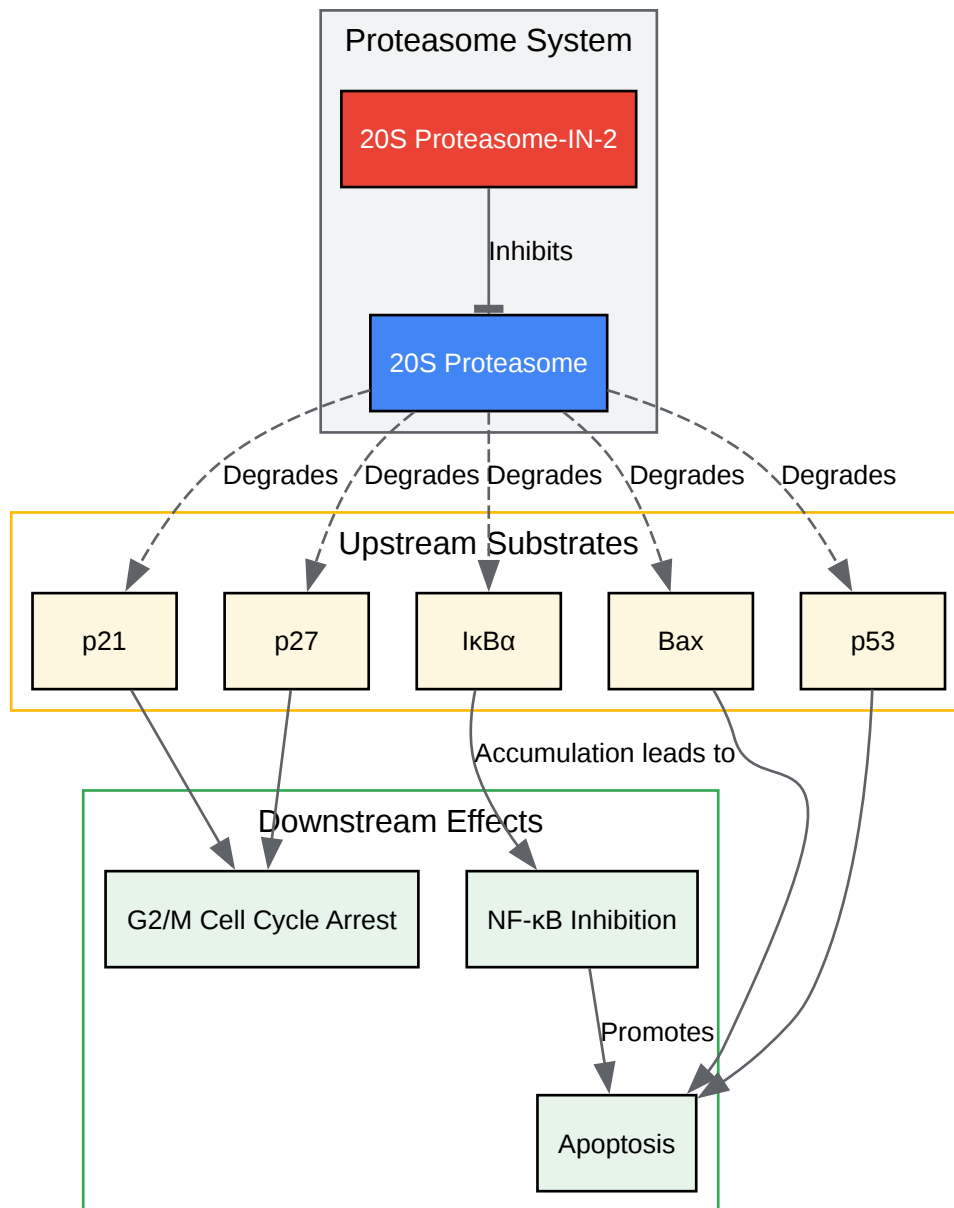 Proteasome System
20S Proteasome-IN-2
Inhibits
20S Proteasome
Degrades
Degrades
Degrades
Degrades
Degrades
Upstream Substrates
p21
p27
IκBα
Bax
p53
Accumulation leads to
Downstream Effects
G2/M Cell Cycle Arrest
NF-κB Inhibition
Promotes
Apoptosis